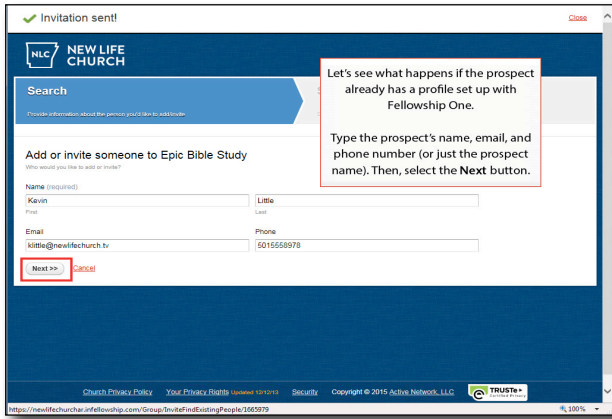 Invitation sent!
Close
NLC
NEW LIFE
CHURCH
Search
Provide information about the person you'd like to add/invite
Let's see what happens if the prospect
already has a profile set up with
Fellowship One.
Type the prospect's name, email, and
phone number (or just the prospect
name). Then, select the Next button.
Add or invite someone to Epic Bible Study
Who would you like to add or invite?
Name (required)
Kevin
Little
First
Last
Email
Phone
klittle@newlifechurch.tv
5015558978
Next >>
Cancel
Church Privacy Policy Your Privacy Rights Updated 12/12/13 Security Copyright © 2015 Active Network, LLC
TRUSTe
Certified Privacy
https://newlifechurchar.infellowship.com/Group/InviteFindExistingPeople/1665979
100%